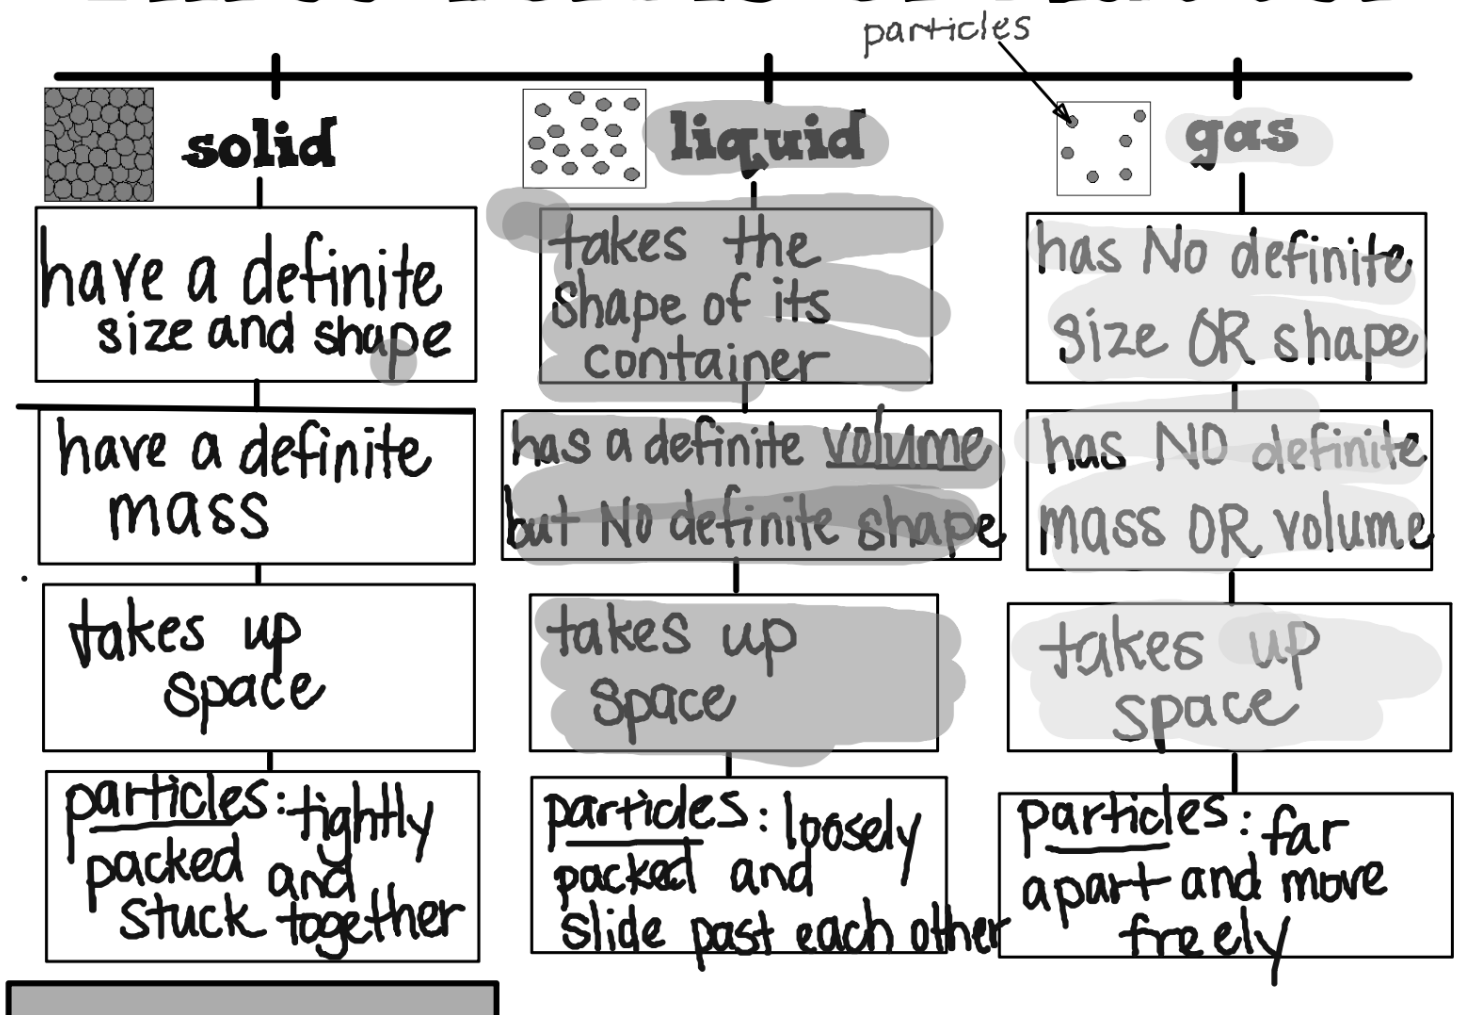 particles
solid
liquid
gas
have a definite
size and shape
takes the
shape of its
container
has No definite
size OR shape
have a definite
mass
has a definite volume
but No definite shape
has NO definite
mass OR volume
takes up
space
takes up
space
takes up
space
particles: tightly
packed and
stuck together
particles: loosely
packed and
slide past each other
particles: far
apart and move
freely